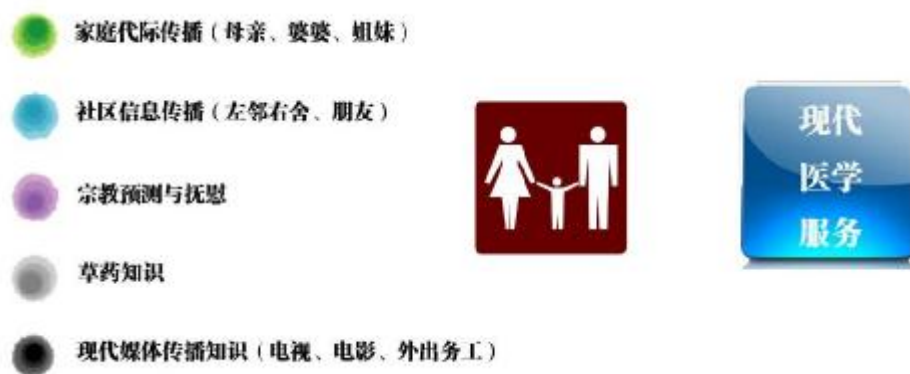 家庭代际传播（母亲、婆婆、姐妹）
社区信息传播（左邻右舍、朋友）
宗教预测与抚慰
草药知识
现代媒体传播知识（电视、电影、外出务工）
现代
医学
服务